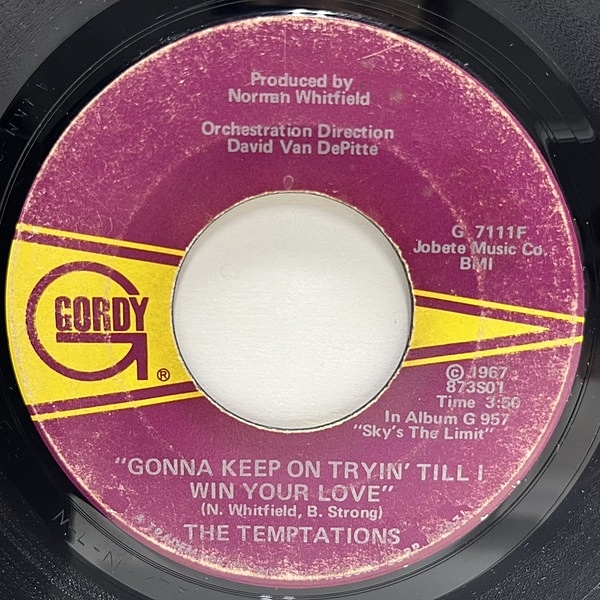 Produced by
Norman Whitfield
Orchestration Direction
David Van DePitte
G 7111F
Jobete Music Co.
BMI
GORDY
®
© 1967
873S01
Time 3:50
In Album G 957
"Sky's The Limit"
"GONNA KEEP ON TRYIN' TILL I
WIN YOUR LOVE"
(N. Whitfield, B. Strong)
THE TEMPTATIONS